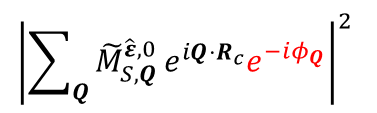 |∑_Q M̃_{S,Q}^{ε̂,0} e^{iQ·R_c} e^{-iϕ_Q}|^2